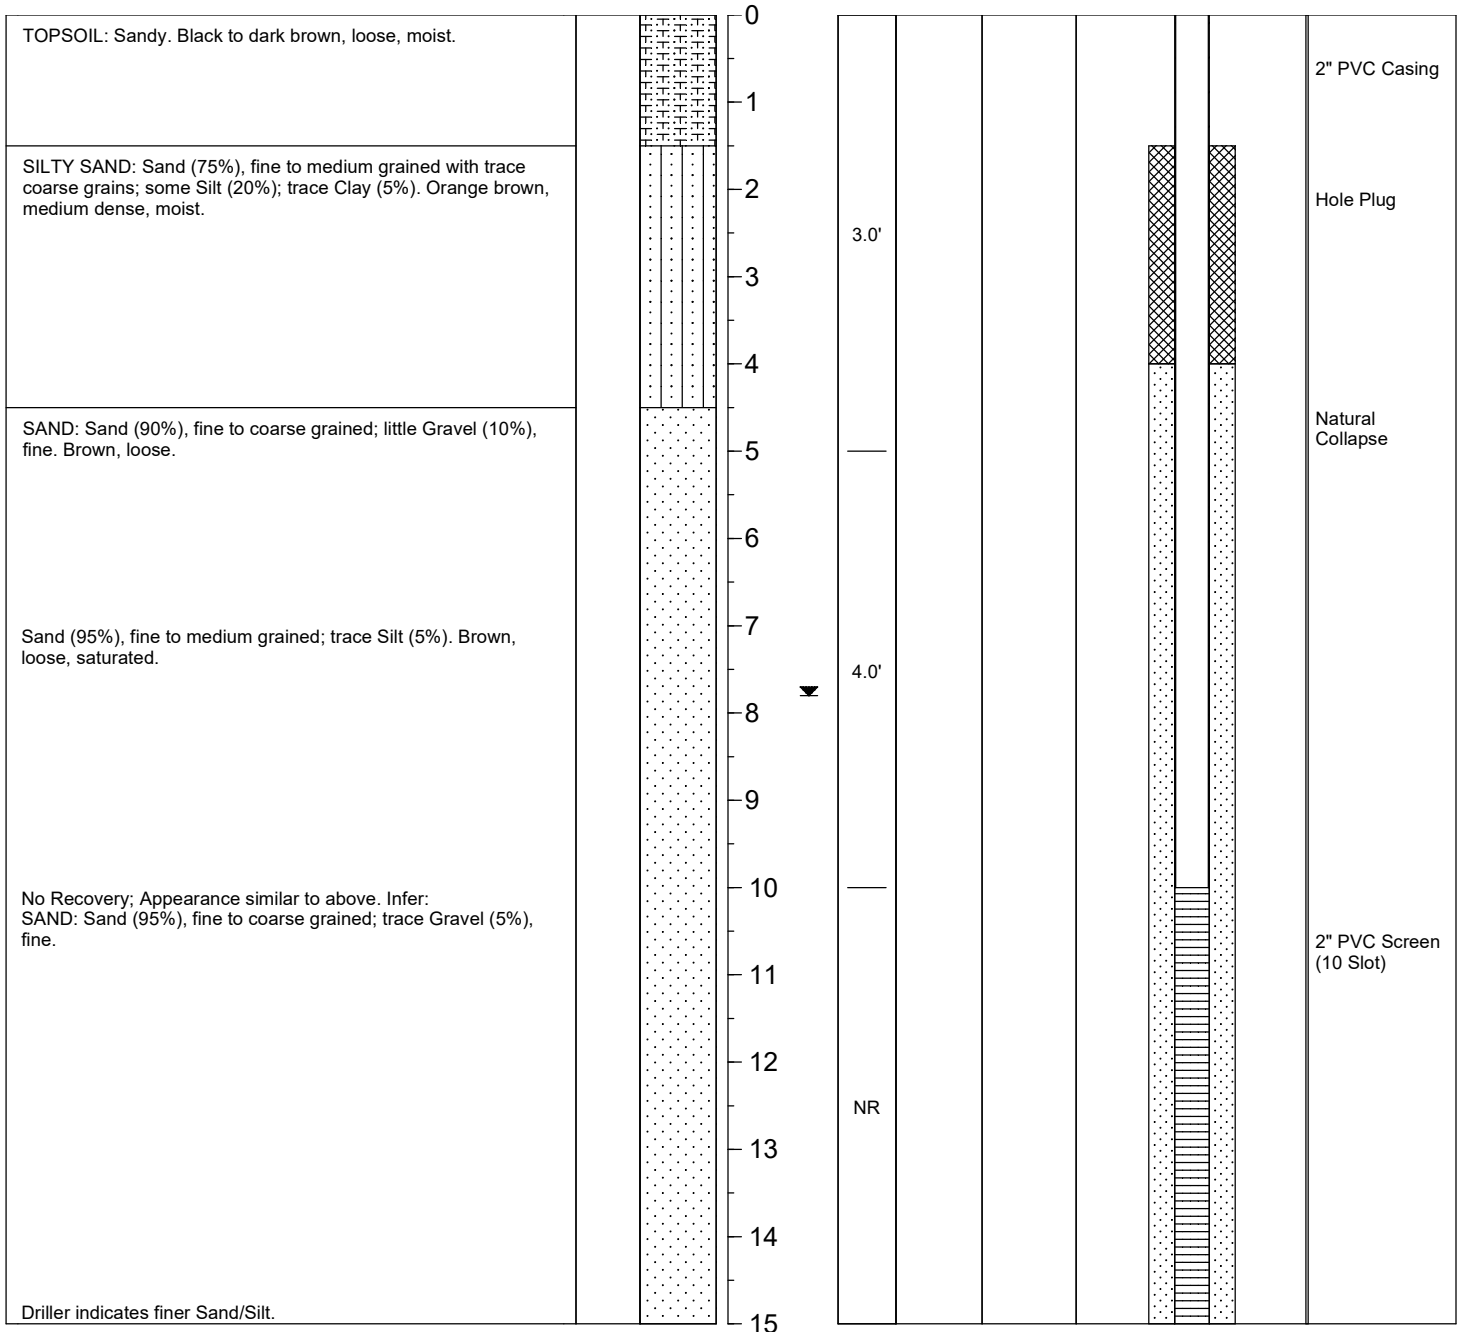 TOPSOIL: Sandy. Black to dark brown, loose, moist.
SILTY SAND: Sand (75%), fine to medium grained with trace
coarse grains; some Silt (20%); trace Clay (5%). Orange brown,
medium dense, moist.
SAND: Sand (90%), fine to coarse grained; little Gravel (10%),
fine. Brown, loose.
Sand (95%), fine to medium grained; trace Silt (5%). Brown,
loose, saturated.
No Recovery; Appearance similar to above. Infer:
SAND: Sand (95%), fine to coarse grained; trace Gravel (5%),
fine.
Driller indicates finer Sand/Silt.
0
1
2
3
4
5
6
7
8
9
10
11
12
13
14
15
3.0'
4.0'
NR
2" PVC Casing
Hole Plug
Natural
Collapse
2" PVC Screen
(10 Slot)